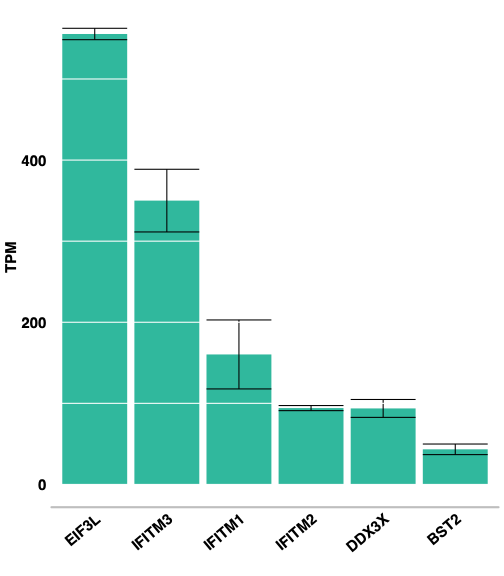 TPM
400
200
0
EIF3L
IFITM3
IFITM1
IFITM2
DDX3X
BST2